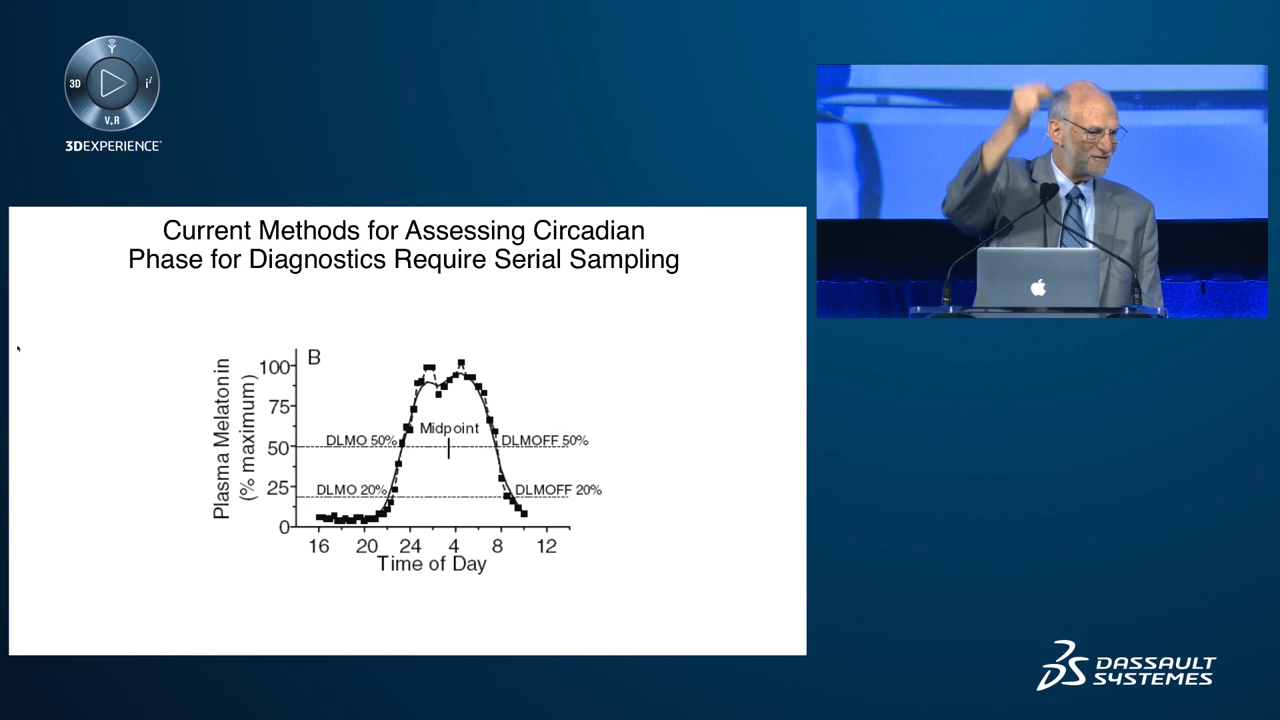 3D
V,R
i
3DEXPERIENCE
Current Methods for Assessing Circadian
Phase for Diagnostics Require Serial Sampling
B
Plasma Melatonin
(% maximum)
100
75
50
25
0
DLMO 50%
Midpoint
DLMOFF 50%
DLMO 20%
DLMOFF 20%
16 20 24 4 8 12
Time of Day
DASSAULT
SYSTEMES